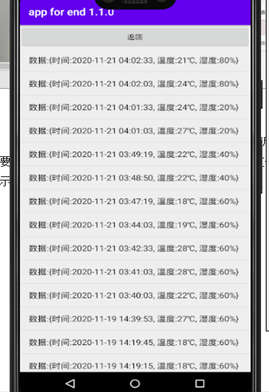 app for end 1.1.0
返回
数据:{时间:2020-11-21 04:02:33, 温度:21℃, 湿度:80%}
数据:{时间:2020-11-21 04:02:03, 温度:24℃, 湿度:80%}
数据:{时间:2020-11-21 04:01:33, 温度:24℃, 湿度:20%}
数据:{时间:2020-11-21 04:01:03, 温度:27℃, 湿度:20%}
数据:{时间:2020-11-21 03:49:19, 温度:22℃, 湿度:40%}
数据:{时间:2020-11-21 03:48:50, 温度:22℃, 湿度:40%}
数据:{时间:2020-11-21 03:47:19, 温度:18℃, 湿度:60%}
数据:{时间:2020-11-21 03:44:03, 温度:19℃, 湿度:60%}
数据:{时间:2020-11-21 03:42:33, 温度:28℃, 湿度:60%}
数据:{时间:2020-11-21 03:41:03, 温度:28℃, 湿度:60%}
数据:{时间:2020-11-21 03:40:03, 温度:22℃, 湿度:60%}
数据:{时间:2020-11-19 14:39:53, 温度:27℃, 湿度:60%}
数据:{时间:2020-11-19 14:19:45, 温度:18℃, 湿度:60%}
数据:{时间:2020-11-19 14:19:15, 温度:18℃, 湿度:60%}
要
示